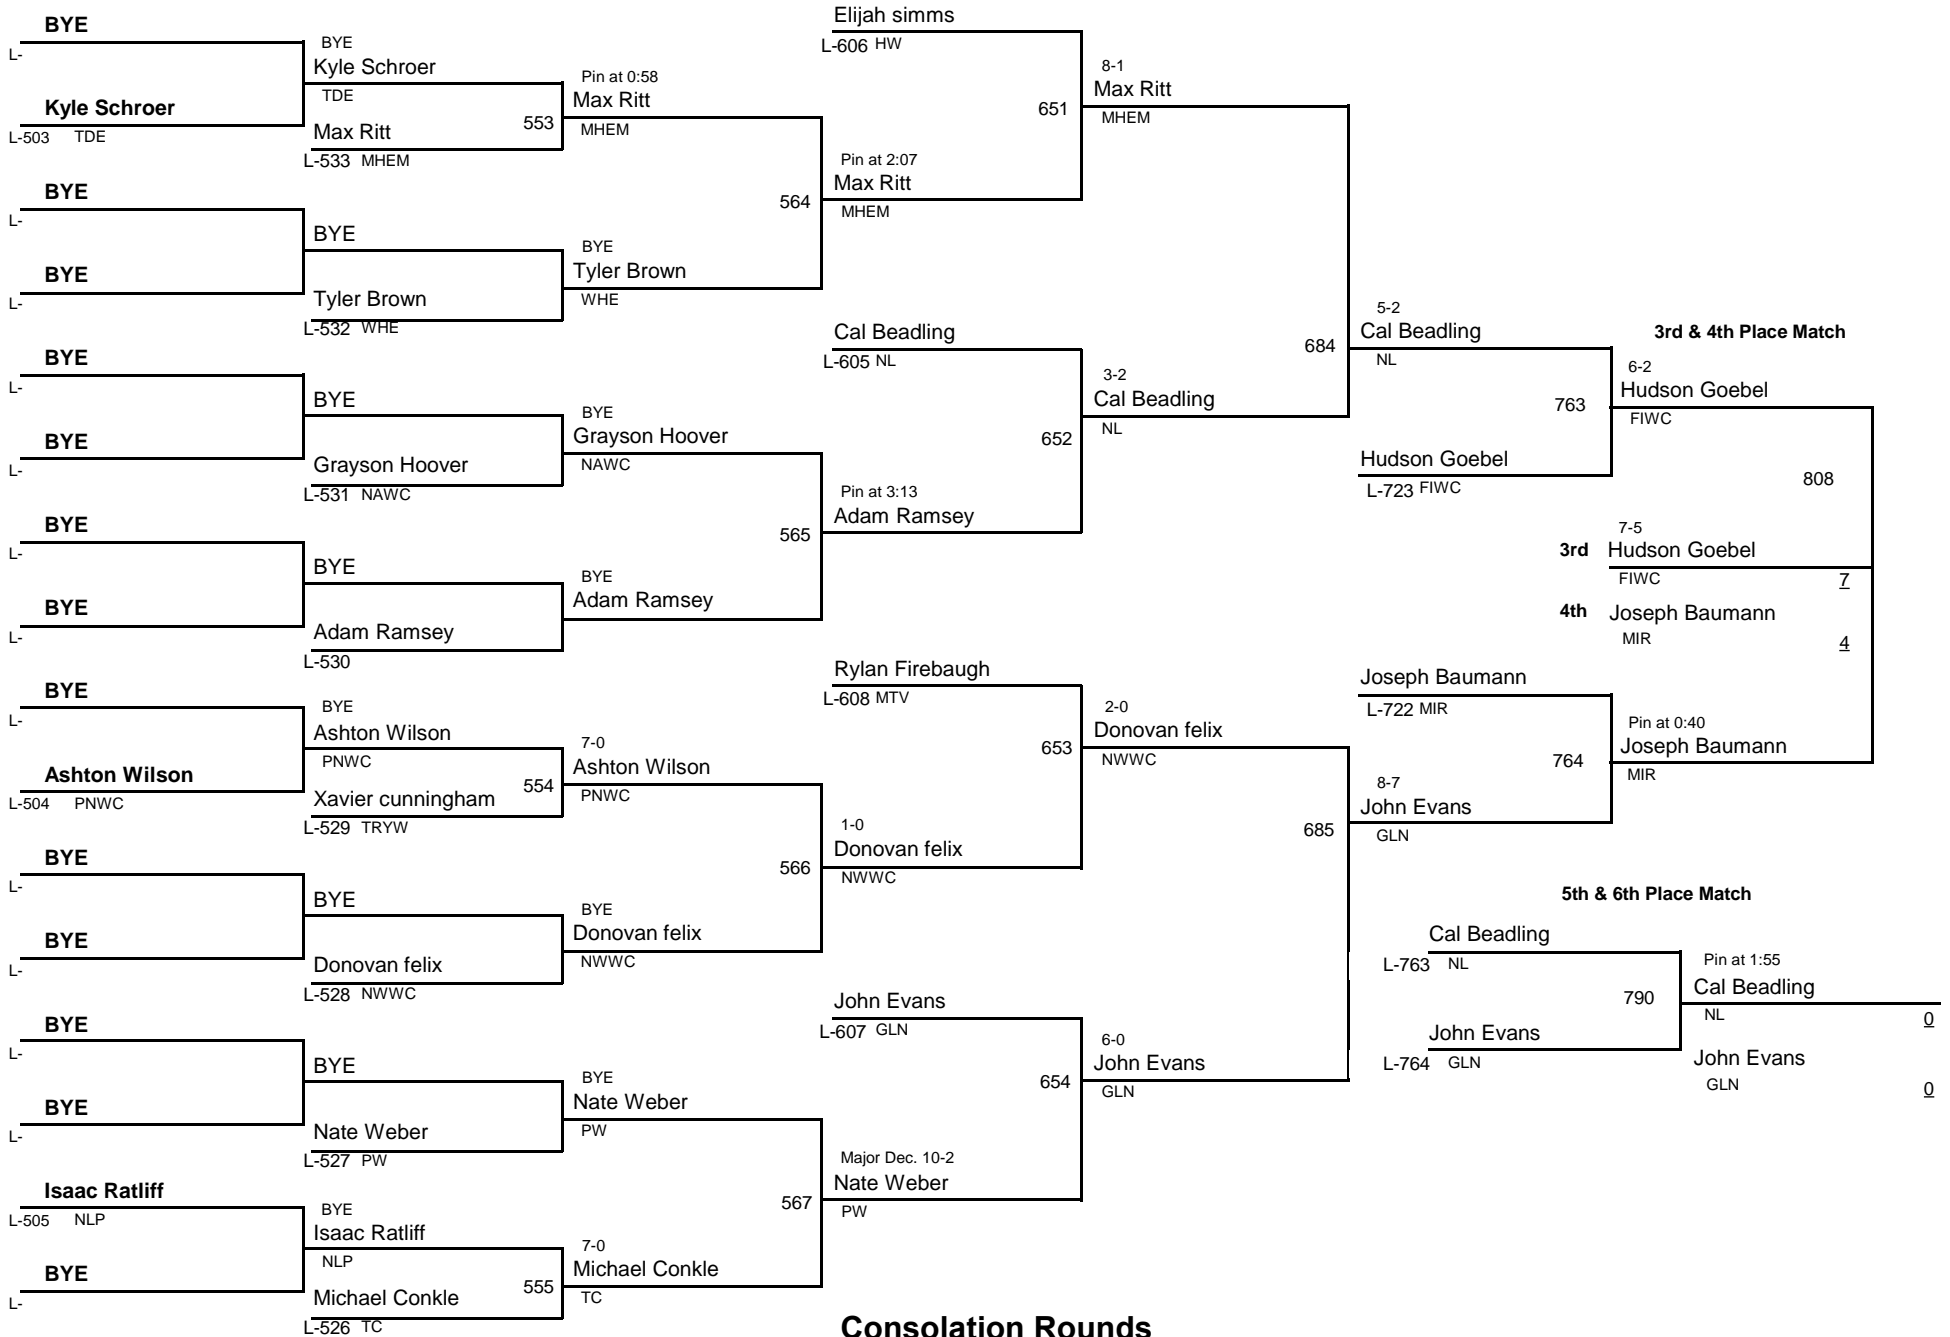 BYE
L-
Kyle Schroer
L-503 TDE
BYE
L-
BYE
L-
BYE
L-
BYE
L-
BYE
L-
BYE
L-
BYE
L-
Ashton Wilson
L-504 PNWC
BYE
L-
BYE
L-
BYE
L-
BYE
L-
Isaac Ratliff
L-505 NLP
BYE
L-
BYE
Kyle Schroer
TDE
553
Max Ritt
L-533 MHEM
BYE
Tyler Brown
L-532 WHE
BYE
Grayson Hoover
L-531 NAWC
BYE
Adam Ramsey
L-530
BYE
Ashton Wilson
PNWC
554
Xavier cunningham
L-529 TRYW
BYE
Donovan felix
L-528 NWWC
BYE
Nate Weber
L-527 PW
BYE
Isaac Ratliff
NLP
555
Michael Conkle
L-526 TC
Pin at 0:58
Max Ritt
MHEM
564
BYE
Tyler Brown
WHE
BYE
Grayson Hoover
NAWC
565
BYE
Adam Ramsey
7-0
Ashton Wilson
PNWC
566
BYE
Donovan felix
NWWC
BYE
Nate Weber
PW
567
7-0
Michael Conkle
TC
Elijah simms
L-606 HW
651
Pin at 2:07
Max Ritt
MHEM
Cal Beadling
L-605 NL
652
Pin at 3:13
Adam Ramsey
Rylan Firebaugh
L-608 MTV
653
1-0
Donovan felix
NWWC
John Evans
L-607 GLN
654
Major Dec. 10-2
Nate Weber
PW
8-1
Max Ritt
MHEM
684
3-2
Cal Beadling
NL
2-0
Donovan felix
NWWC
685
6-0
John Evans
GLN
5-2
Cal Beadling
NL
763
Hudson Goebel
L-723 FIWC
Joseph Baumann
L-722 MIR
764
8-7
John Evans
GLN
3rd & 4th Place Match
6-2
Hudson Goebel
FIWC
808
7-5
3rd Hudson Goebel
FIWC 7
4th Joseph Baumann
MIR 4
Pin at 0:40
Joseph Baumann
MIR
5th & 6th Place Match
Cal Beadling
L-763 NL
790
John Evans
L-764 GLN
Pin at 1:55
Cal Beadling
NL 0
John Evans
GLN 0
Consolation Rounds